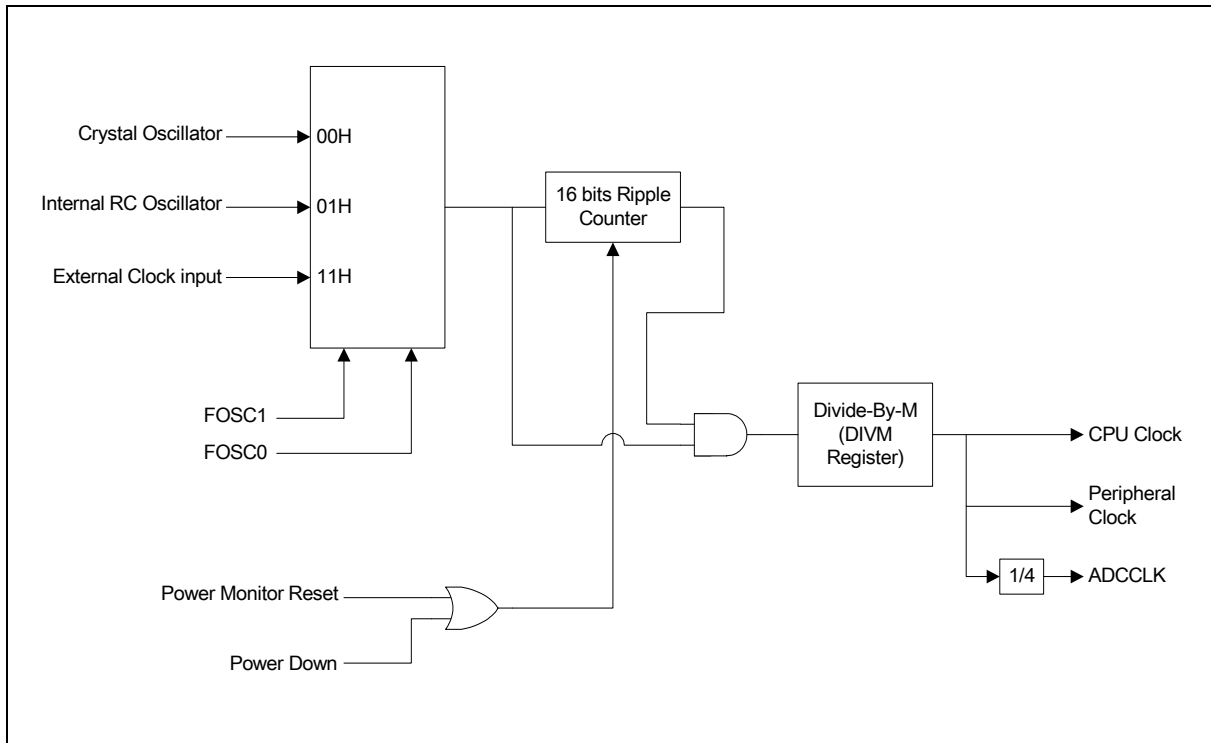 Crystal Oscillator
00H
Internal RC Oscillator
01H
External Clock input
11H
16 bits Ripple
Counter
FOSC1
FOSC0
Divide-By-M
(DIVM
Register)
CPU Clock
Peripheral
Clock
1/4
ADCCLK
Power Monitor Reset
Power Down